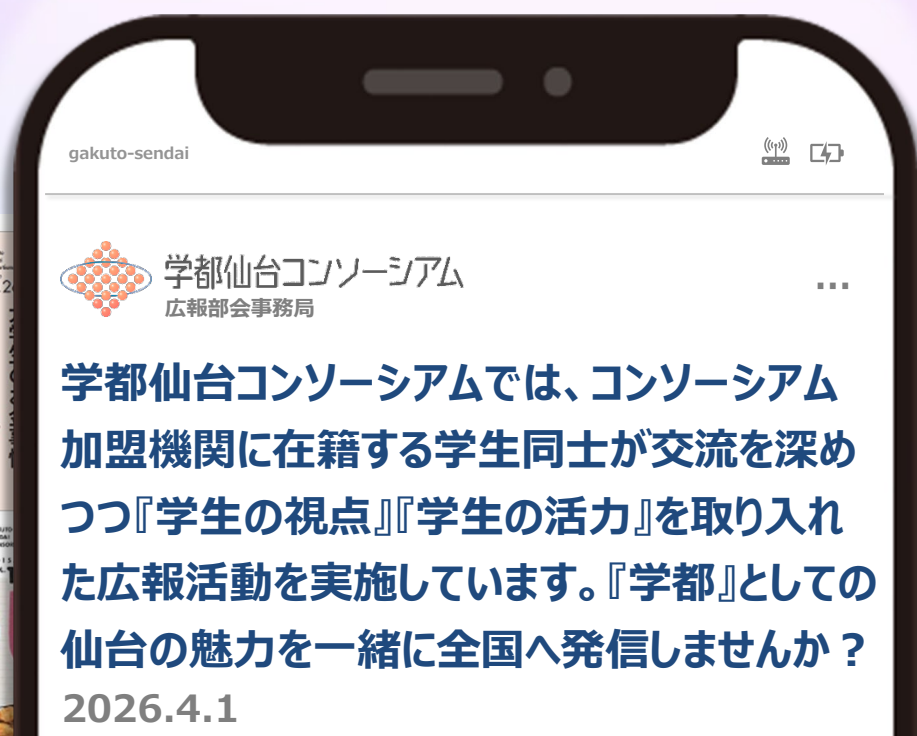 gakuto-sendai
学都仙台コンソーシアム
広報部会事務局
...
学都仙台コンソーシアムでは、コンソーシアム
加盟機関に在籍する学生同士が交流を深め
つつ『学生の視点』『学生の活力』を取り入れ
た広報活動を実施しています。『学都』としての
仙台の魅力を一緒に全国へ発信しませんか？
2026.4.1